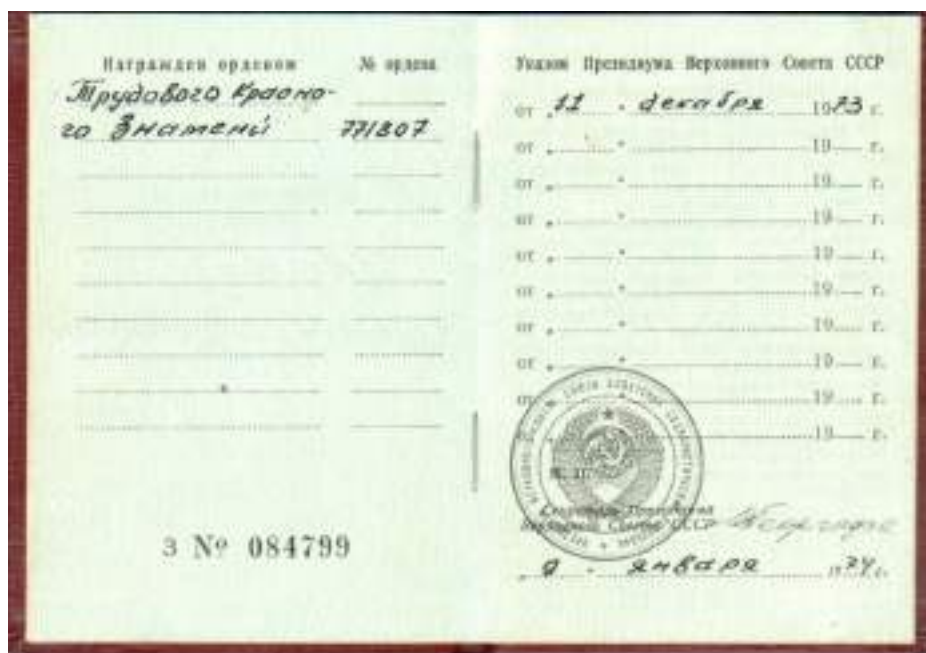 Награжден орденом № ордена
Трудового Красно-
го Знамени 771807
З № 084799
Указом Президиума Верховного Совета СССР
от „11 " декабря 1973 г.
от „ " 19 г.
от „ " 19 г.
от „ " 19 г.
от „ " 19 г.
от „ " 19 г.
от „ " 19 г.
от „ " 19 г.
от „ " 19 г.
„ " 19 г.
Секретарь Президиума
Верховного Совета СССР
января 1974 г.